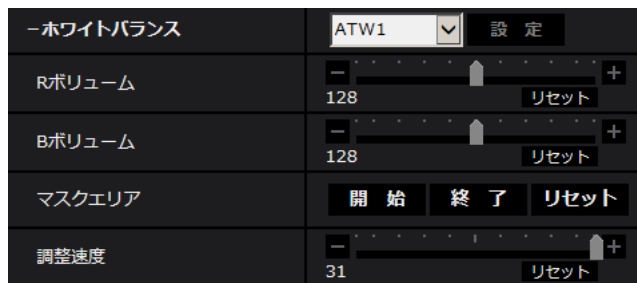 −ホワイトバランス ATW1 設 定
Rボリューム − +
128 リセット
Bボリューム − +
128 リセット
マスクエリア 開 始 終 了 リセット
調整速度 − +
31 リセット